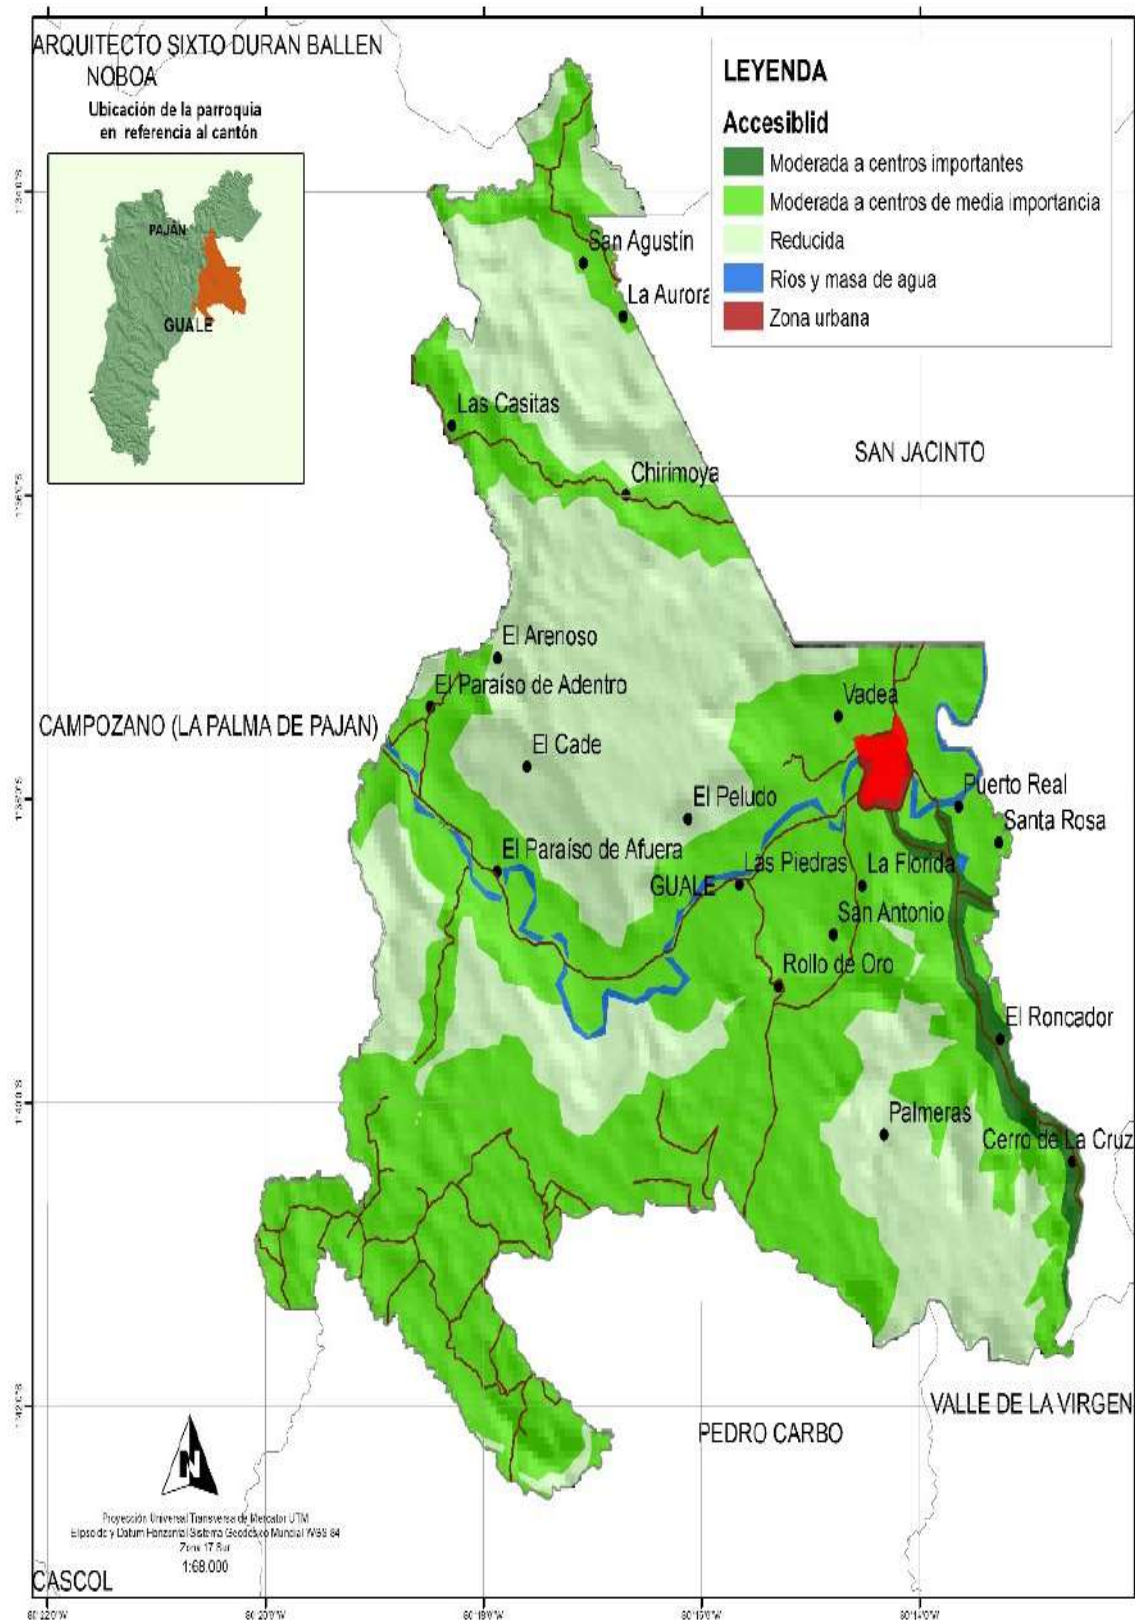 ARQUITECTO SIXTO DURAN BALLEN
NOBOA
Ubicación de la parroquia
en referencia al cantón
PAJÁN
GUALE
LEYENDA
Accesiblid
Moderada a centros importantes
Moderada a centros de media importancia
Reducida
Ríos y masa de agua
Zona urbana
San Agustín
La Aurora
Las Casitas
Chirimoya
SAN JACINTO
El Arenoso
El Paraíso de Adentro
Vadea
CAMPOZANO (LA PALMA DE PAJAN)
El Cade
Puerto Real
El Peludo
Santa Rosa
El Paraíso de Afuera
Las Piedras
La Florida
GUALE
San Antonio
Rollo de Oro
El Roncador
Palmeras
Cerro de La Cruz
VALLE DE LA VIRGEN
PEDRO CARBO
N
Proyección Universal Transversa de Mercator UTM
Zona 17 Sur
1:68.000
CASCOL